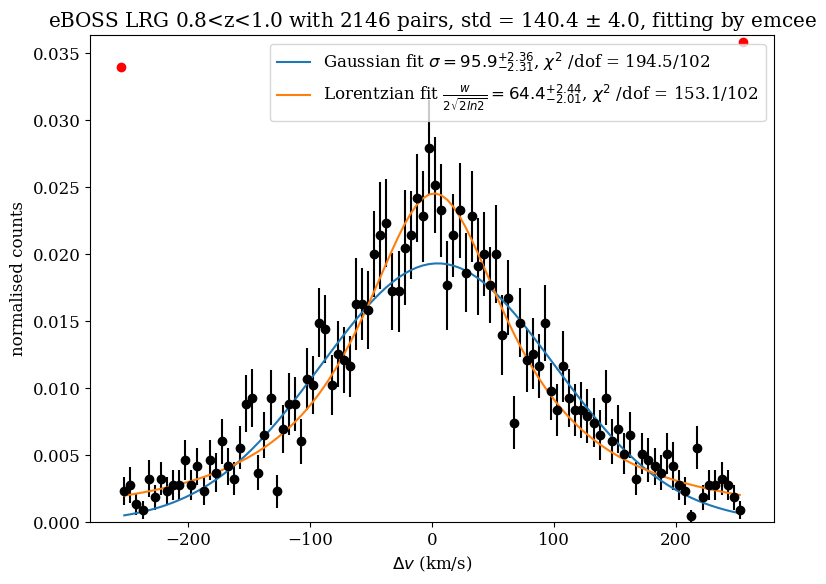 eBOSS LRG 0.8<z<1.0 with 2146 pairs, std = 140.4 ± 4.0, fitting by emcee
Gaussian fit σ = 95.9^{+2.36}_{−2.31}, χ² /dof = 194.5/102
Lorentzian fit \frac{w}{2\sqrt{2ln2}} = 64.4^{+2.44}_{−2.01}, χ² /dof = 153.1/102
0.035
0.030
0.025
0.020
0.015
0.010
0.005
0.000
normalised counts
−200 −100 0 100 200
Δv (km/s)